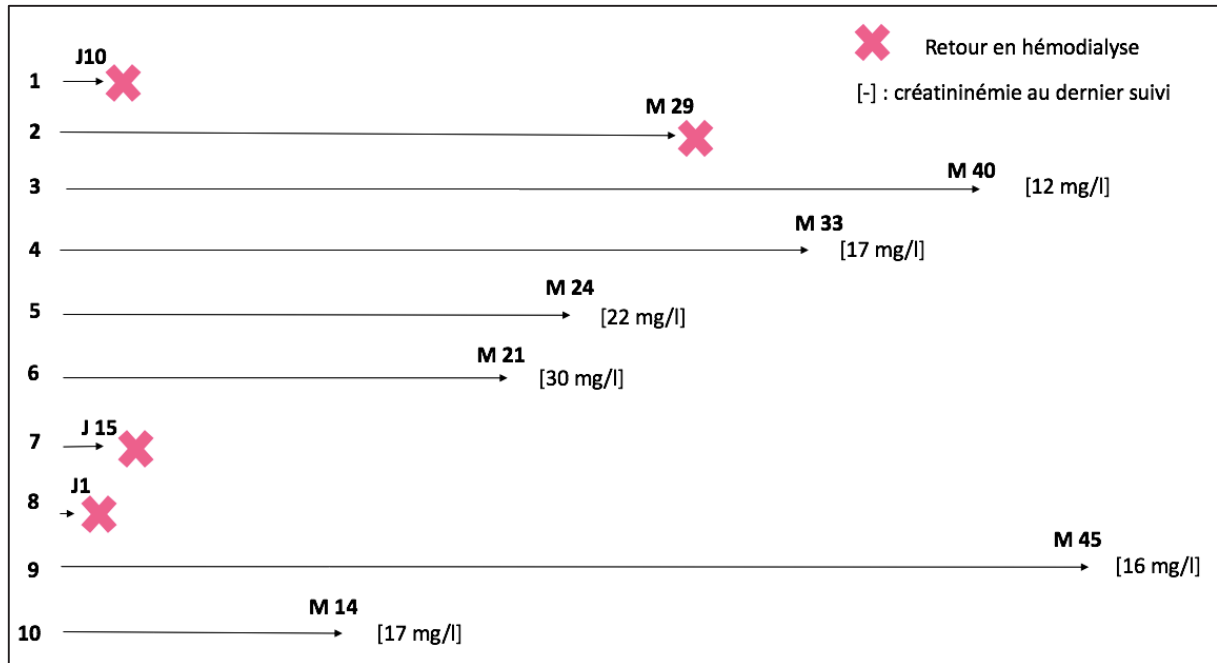 Retour en hémodialyse
[-] : créatininémie au dernier suivi
J10
1
M 29
2
M 40
3 [12 mg/l]
M 33
4 [17 mg/l]
M 24
5 [22 mg/l]
M 21
6 [30 mg/l]
J 15
7
J1
8
M 45
9 [16 mg/l]
M 14
10 [17 mg/l]